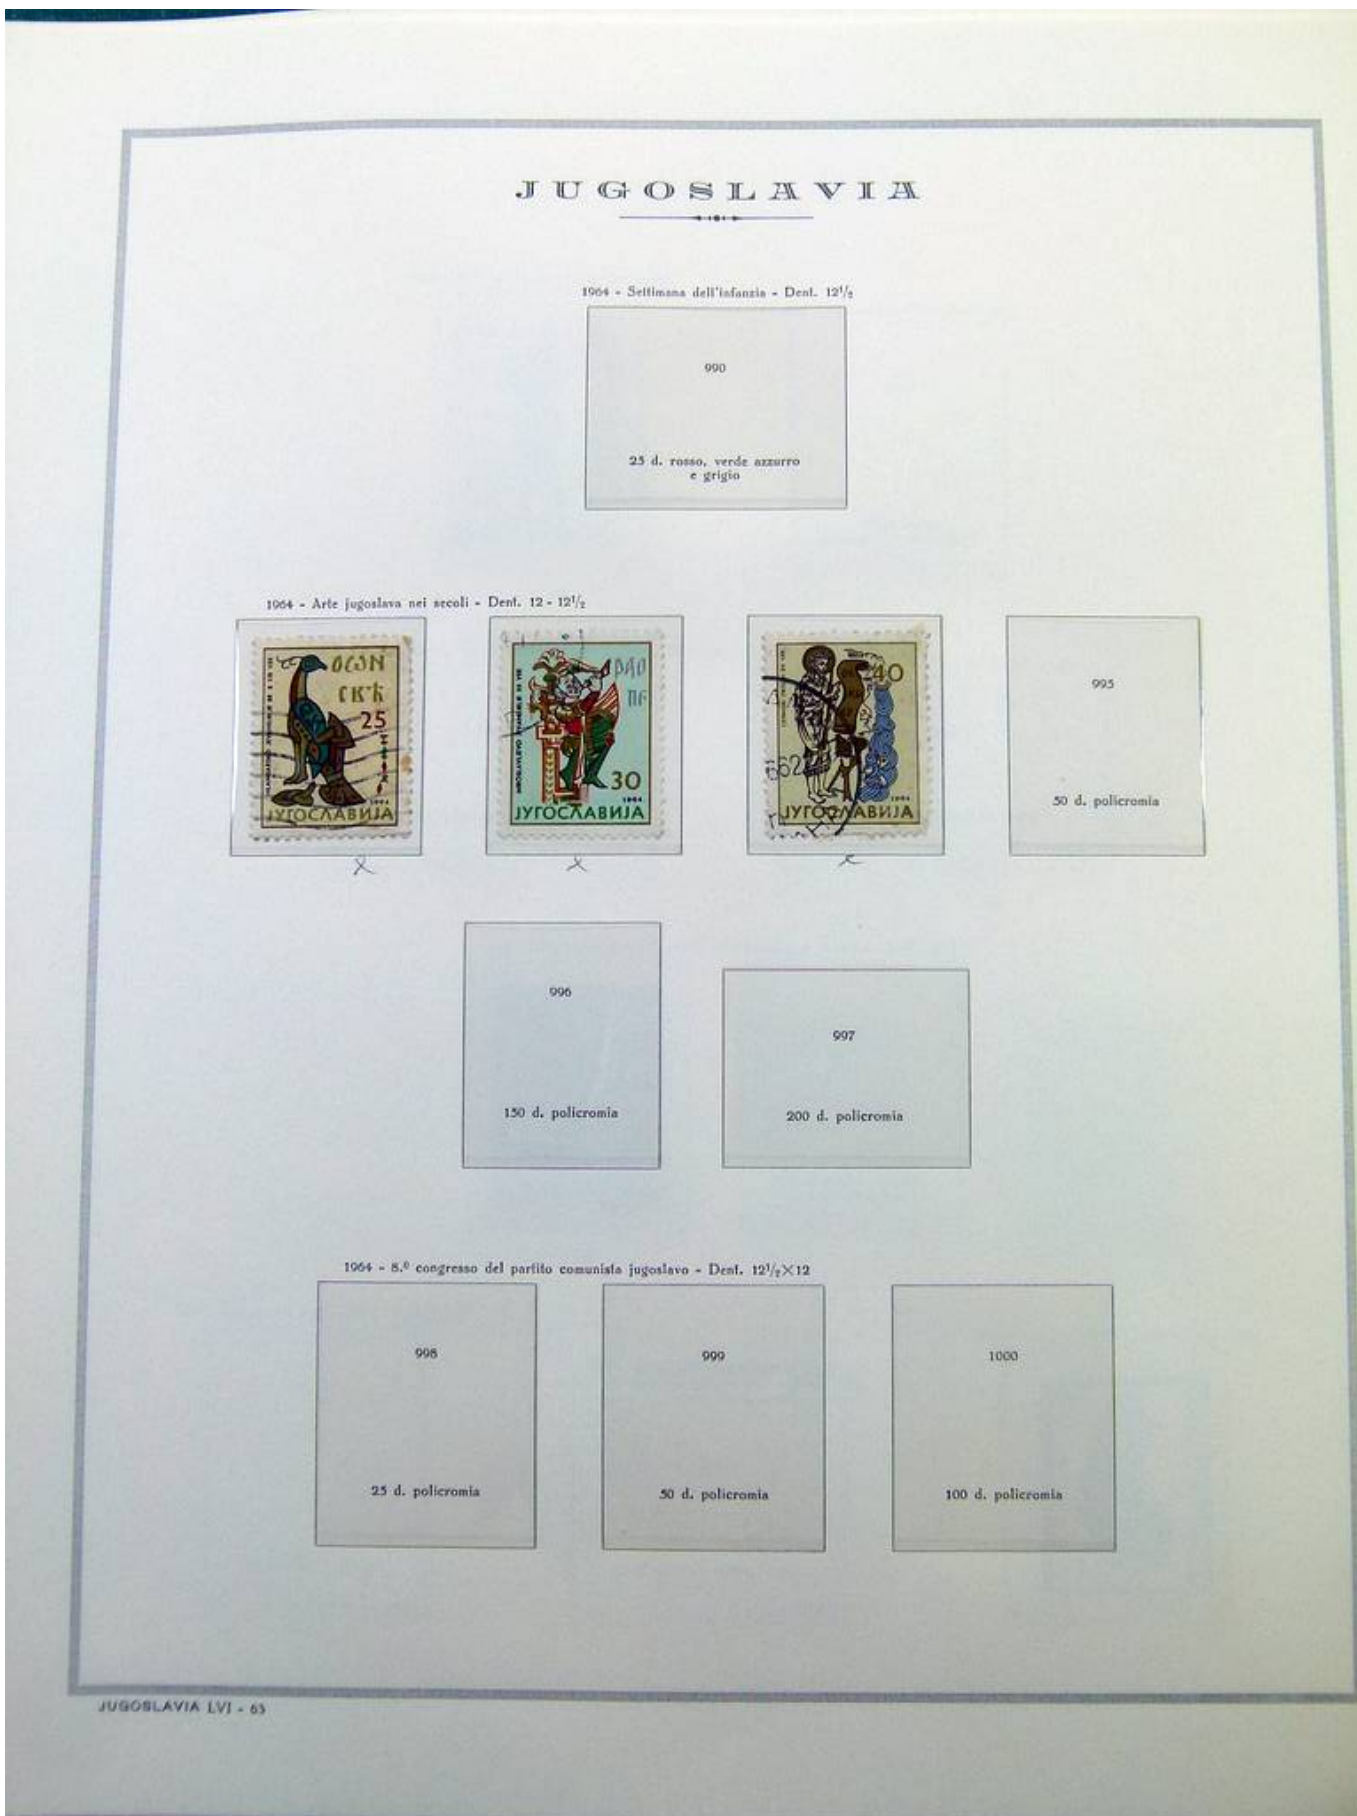 JUGOSLAVIA
1964 - Settimana dell'infanzia - Dent. 12½
990
25 d. rosso, verde azzurro
e grigio
1964 - Arte jugoslava nei secoli - Dent. 12 - 12½
25
1964
ЈУГОСЛАВИЈА
30
1964
ЈУГОСЛАВИЈА
40
1964
ЈУГОСЛАВИЈА
995
50 d. policromia
996
150 d. policromia
997
200 d. policromia
1964 - 8.º congresso del partito comunista jugoslavo - Dent. 12½×12
998
25 d. policromia
999
50 d. policromia
1000
100 d. policromia
JUGOSLAVIA LVI - 65